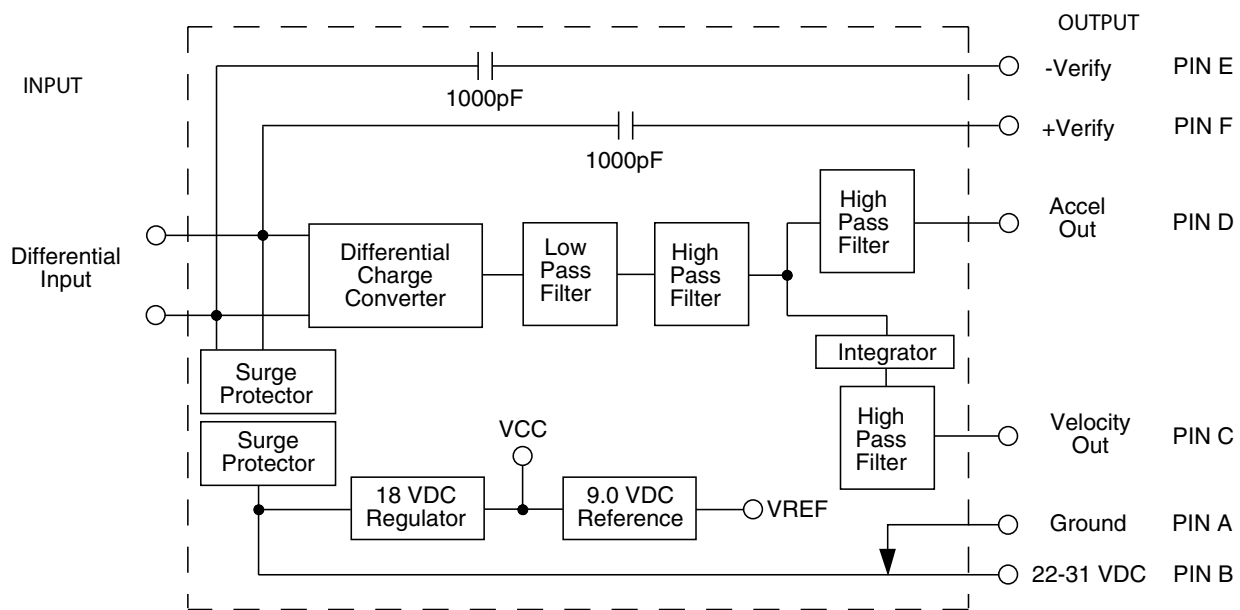 OUTPUT
INPUT
-Verify PIN E
1000pF
+Verify PIN F
1000pF
High
Pass
Filter
Accel
Out
PIN D
Differential
Input
Differential
Charge
Converter
Low
Pass
Filter
High
Pass
Filter
Integrator
Surge
Protector
High
Pass
Filter
Velocity
Out
PIN C
Surge
Protector
VCC
18 VDC
Regulator
9.0 VDC
Reference
VREF
Ground PIN A
22-31 VDC PIN B